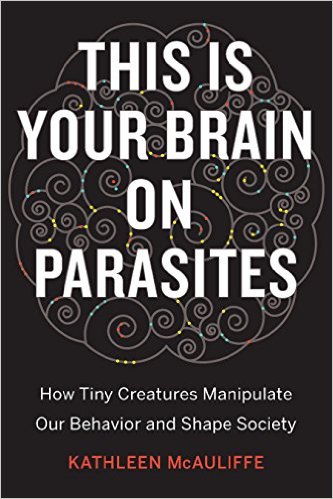 THIS IS
YOUR BRAIN
ON
PARASITES
How Tiny Creatures Manipulate
Our Behavior and Shape Society
KATHLEEN McAULIFFE